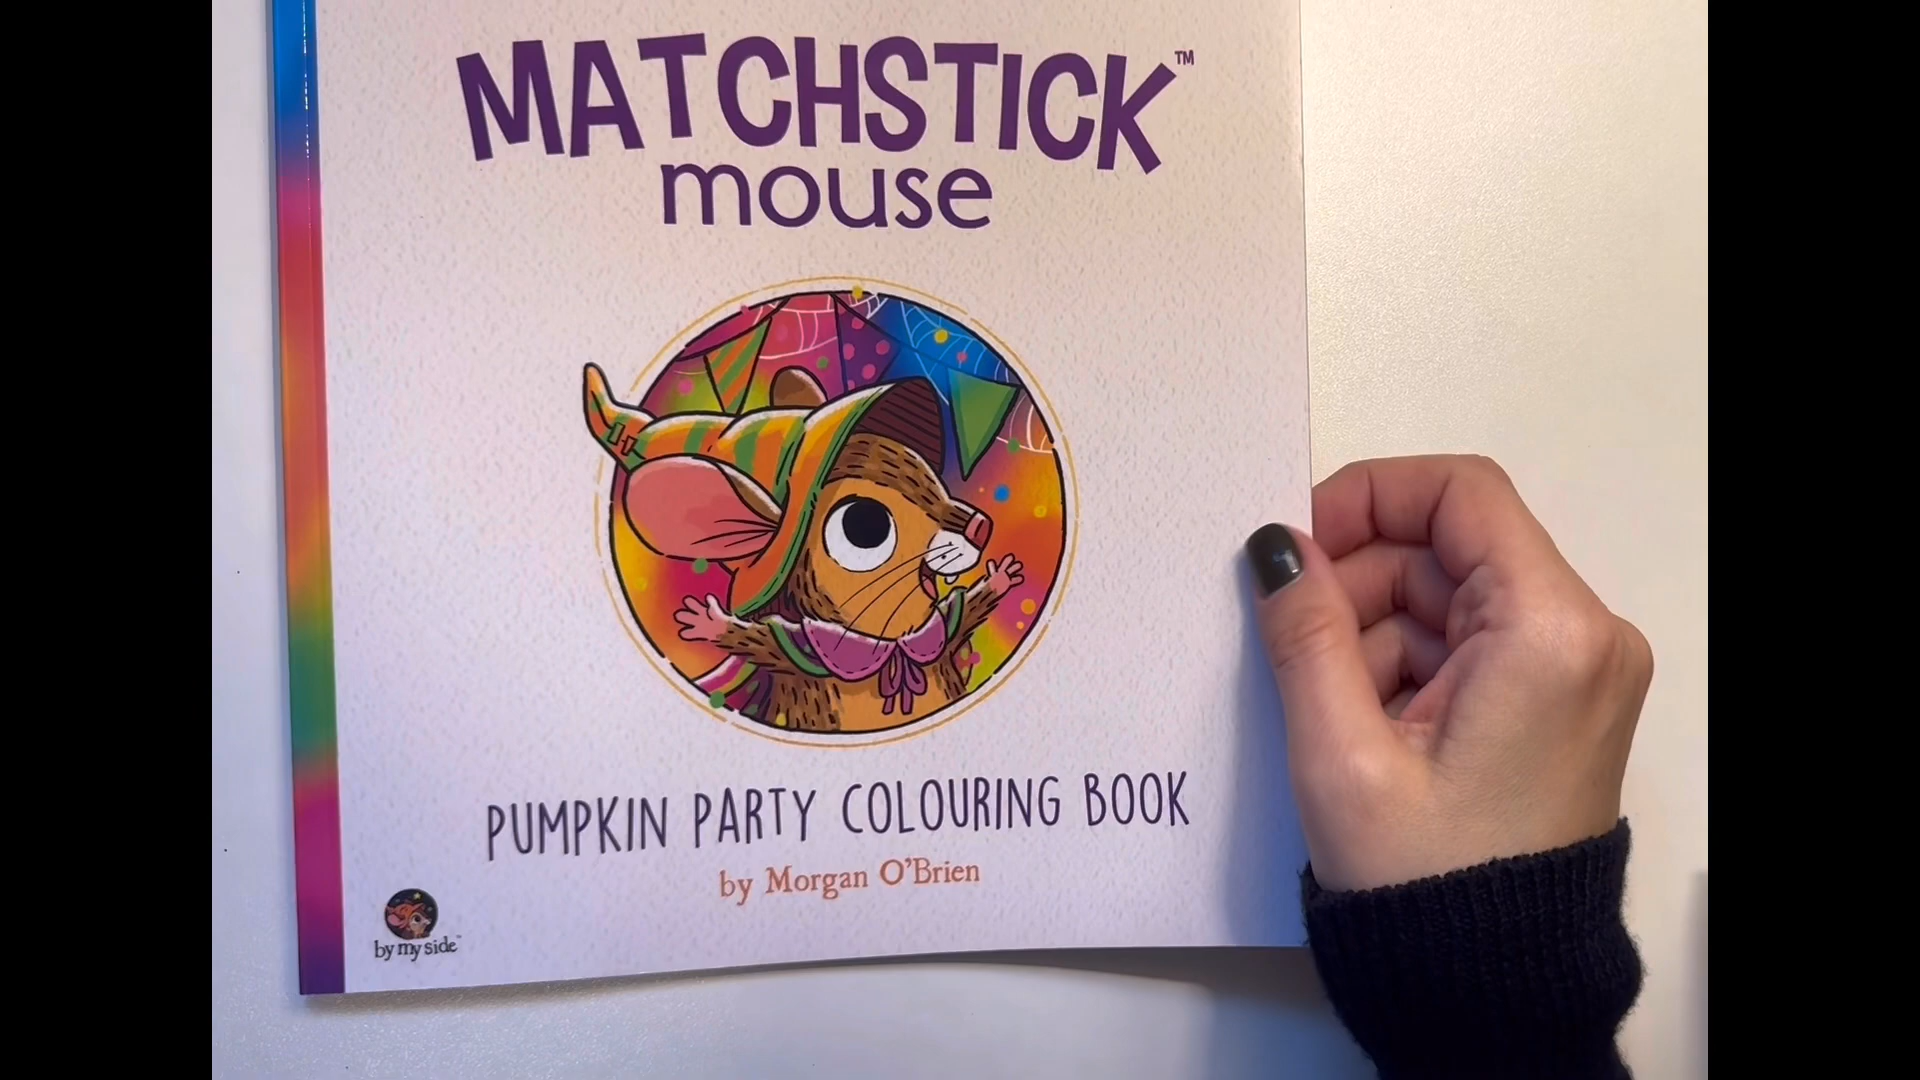 MATCHSTICK™
mouse
PUMPKIN PARTY COLOURING BOOK
by Morgan O'Brien
by my side™